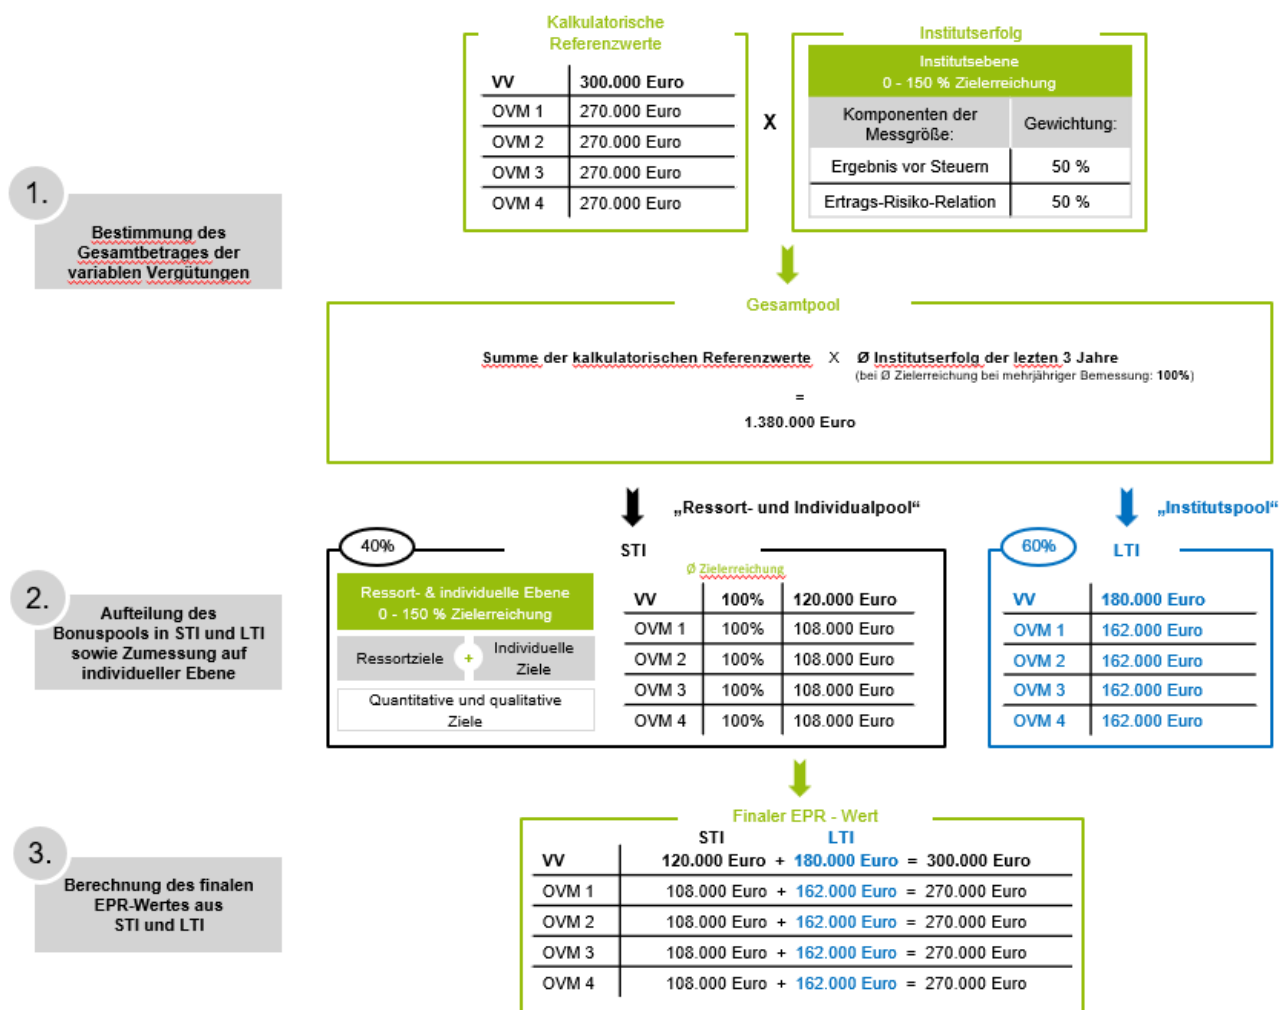 Kalkulatorische
Referenzwerte
VV 300.000 Euro
OVM 1 270.000 Euro
OVM 2 270.000 Euro
OVM 3 270.000 Euro
OVM 4 270.000 Euro
X
Institutserfolg
Institutsebene
0 - 150 % Zielerreichung
Komponenten der
Messgröße:
Gewichtung:
Ergebnis vor Steuern 50 %
Ertrags-Risiko-Relation 50 %
1.
Bestimmung des
Gesamtbetrages der
variablen Vergütungen
Gesamtpool
Summe der kalkulatorischen Referenzwerte X Ø Institutserfolg der lezten 3 Jahre
(bei Ø Zielerreichung bei mehrjähriger Bemessung: 100%)
=
1.380.000 Euro
2.
Aufteilung des
Bonuspools in STI und LTI
sowie Zumessung auf
individueller Ebene
„Ressort- und Individualpool“
40%
STI
Ressort- & individuelle Ebene
0 - 150 % Zielerreichung
Ressortziele
+
Individuelle
Ziele
Quantitative und qualitative
Ziele
Ø Zielerreichung
VV 100% 120.000 Euro
OVM 1 100% 108.000 Euro
OVM 2 100% 108.000 Euro
OVM 3 100% 108.000 Euro
OVM 4 100% 108.000 Euro
„Institutspool“
60%
LTI
VV 180.000 Euro
OVM 1 162.000 Euro
OVM 2 162.000 Euro
OVM 3 162.000 Euro
OVM 4 162.000 Euro
3.
Berechnung des finalen
EPR-Wertes aus
STI und LTI
Finaler EPR - Wert
STI LTI
VV 120.000 Euro + 180.000 Euro = 300.000 Euro
OVM 1 108.000 Euro + 162.000 Euro = 270.000 Euro
OVM 2 108.000 Euro + 162.000 Euro = 270.000 Euro
OVM 3 108.000 Euro + 162.000 Euro = 270.000 Euro
OVM 4 108.000 Euro + 162.000 Euro = 270.000 Euro